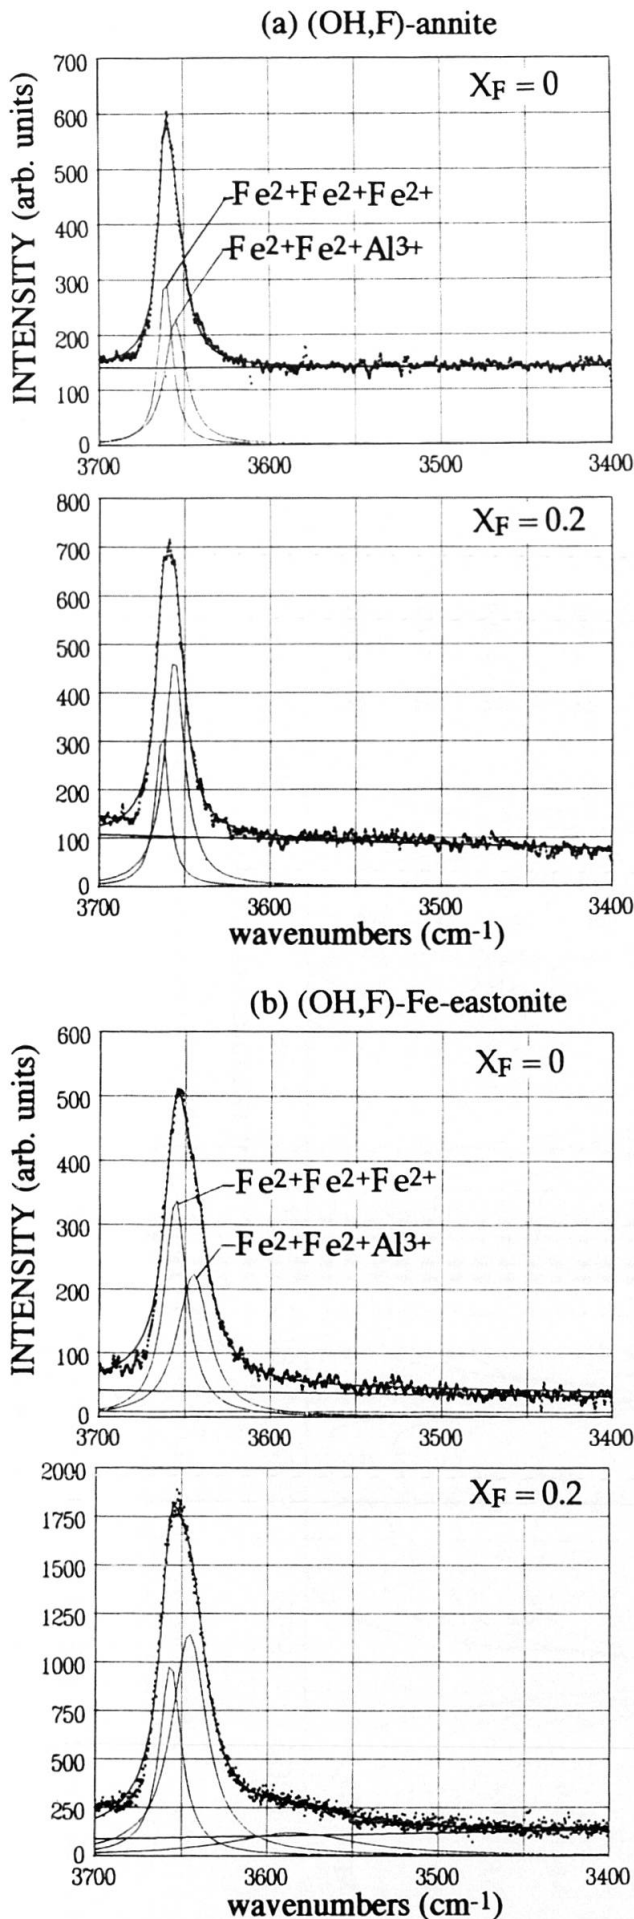 (a) (OH,F)-annite
INTENSITY (arb. units)
700
600
500
400
300
200
100
0
X_F = 0
Fe2+Fe2+Fe2+
Fe2+Fe2+Al3+
3700 3600 3500 3400
800
700
600
500
400
300
200
100
0
X_F = 0.2
3700 3600 3500 3400
wavenumbers (cm-1)
(b) (OH,F)-Fe-eastonite
INTENSITY (arb. units)
600
500
400
300
200
100
0
X_F = 0
Fe2+Fe2+Fe2+
Fe2+Fe2+Al3+
3700 3600 3500 3400
2000
1750
1500
1250
1000
750
500
250
0
X_F = 0.2
3700 3600 3500 3400
wavenumbers (cm-1)